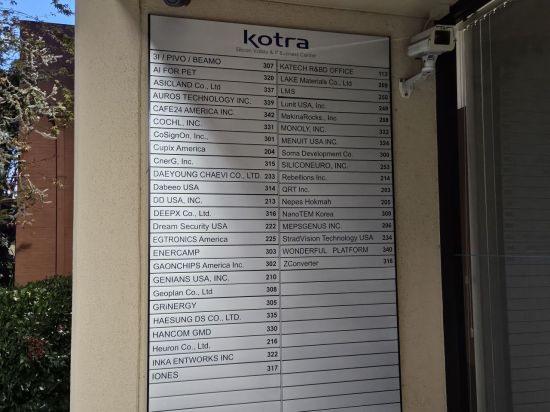 kotra
Silicon Valley & IT Business Center
3I / PIVO / BEAMO 307
AI FOR PET 320
ASICLAND Co., Ltd 337
AUROS TECHNOLOGY INC. 339
CAFE24 AMERICA INC 342
COCHL, INC. 331
CoSignOn, Inc., 301
Cupix America 204
CnerG, INC. 315
DAEYOUNG CHAEVI CO., LTD. 233
Dabeeo USA 314
DD USA, INC. 213
DEEPX Co., Ltd. 316
Dream Security USA 222
EGTRONICS America 225
ENERCAMP 303
GAONCHIPS America Inc. 302
GENIANS USA, INC. 210
Geoplan Co., Ltd 308
GRiNERGY 305
HAESUNG DS CO., LTD. 335
HANCOM GMD 330
Heuron Co., Ltd. 216
INKA ENTWORKS INC 322
IONES 317
KATECH R&BD OFFICE 113
LAKE Materials Co., Ltd
LMS 250
Lunit USA, Inc.
MakinaRocks., Inc
MONOLY, INC.
MENUIT USA INC. 324
Soma Development Co. 300
SILICONEURO, INC. 253
Rebellions Inc. 214
QRT Inc. 203
Nepes Hokmah 205
NanoTEM Korea 309
MEPSGENUS INC. 206
StradVision Technology USA 234
WONDERFUL PLATFORM 340
ZConverter 318